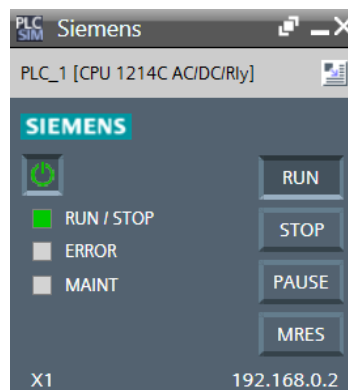 PLC SIM Siemens
PLC_1 [CPU 1214C AC/DC/Rly]
SIEMENS
RUN
RUN / STOP
STOP
ERROR
MAINT
PAUSE
MRES
X1 192.168.0.2